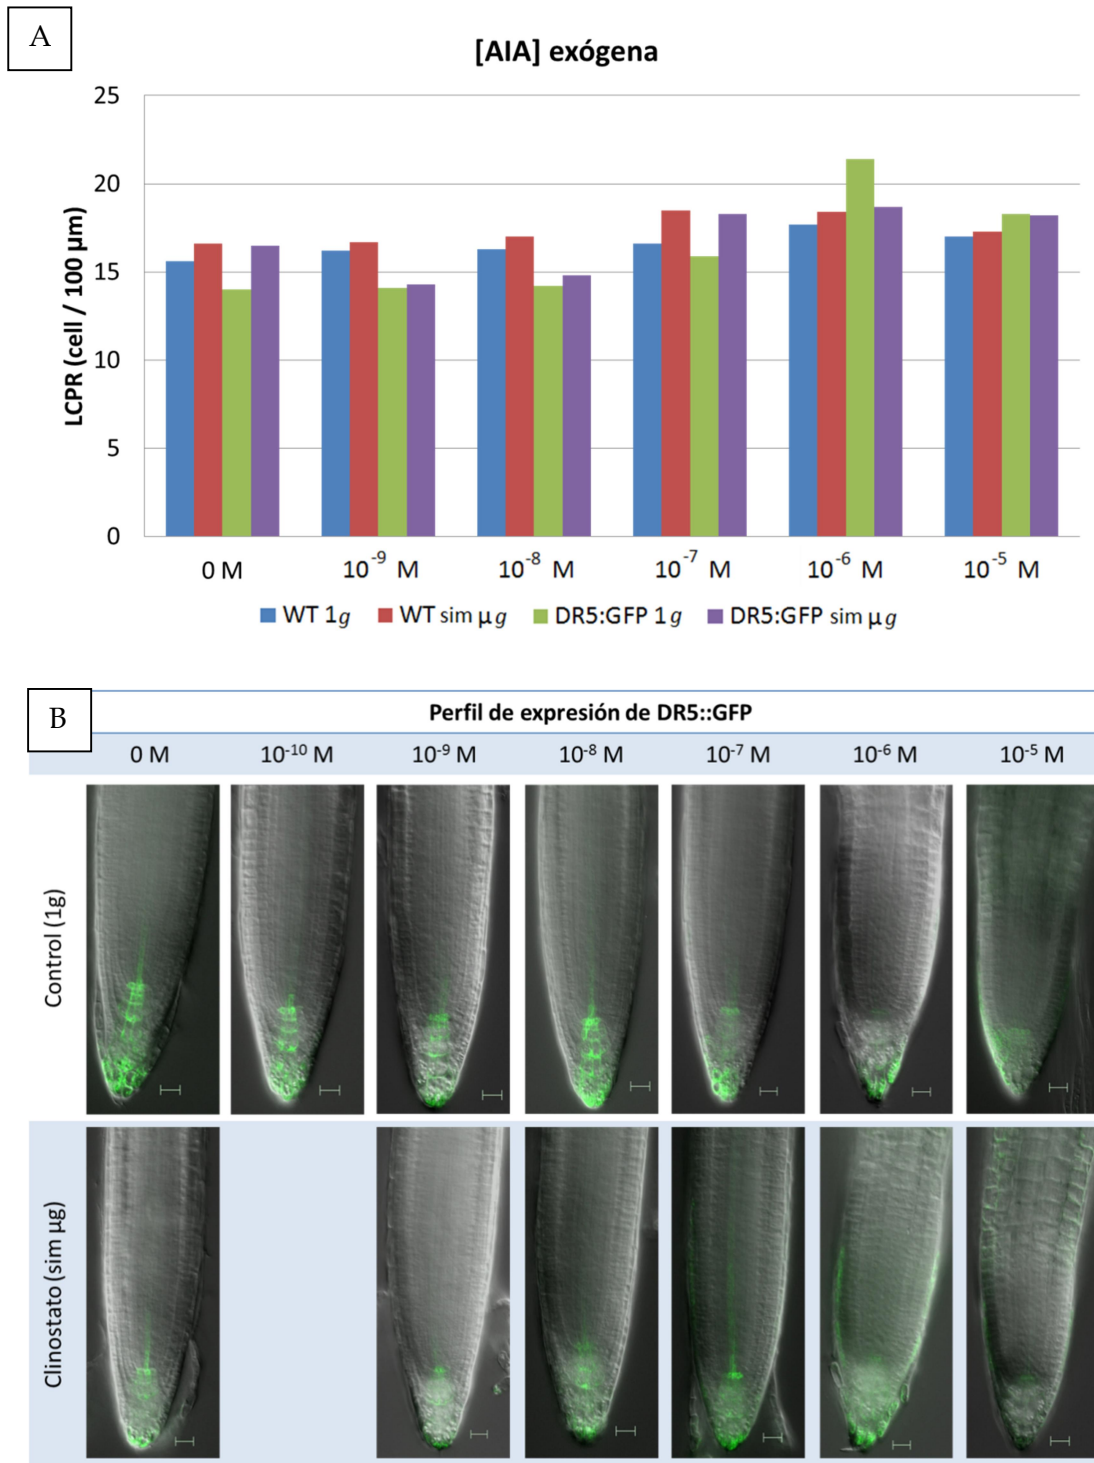 A
[AIA] exógena
LCPR (cell / 100 µm)
25
20
15
10
5
0
0 M 10⁻⁹ M 10⁻⁸ M 10⁻⁷ M 10⁻⁶ M 10⁻⁵ M
WT 1g WT sim µg DR5:GFP 1g DR5:GFP sim µg
B
Perfil de expresión de DR5::GFP
0 M 10⁻¹⁰ M 10⁻⁹ M 10⁻⁸ M 10⁻⁷ M 10⁻⁶ M 10⁻⁵ M
Control (1g)
Clinostato (sim µg)